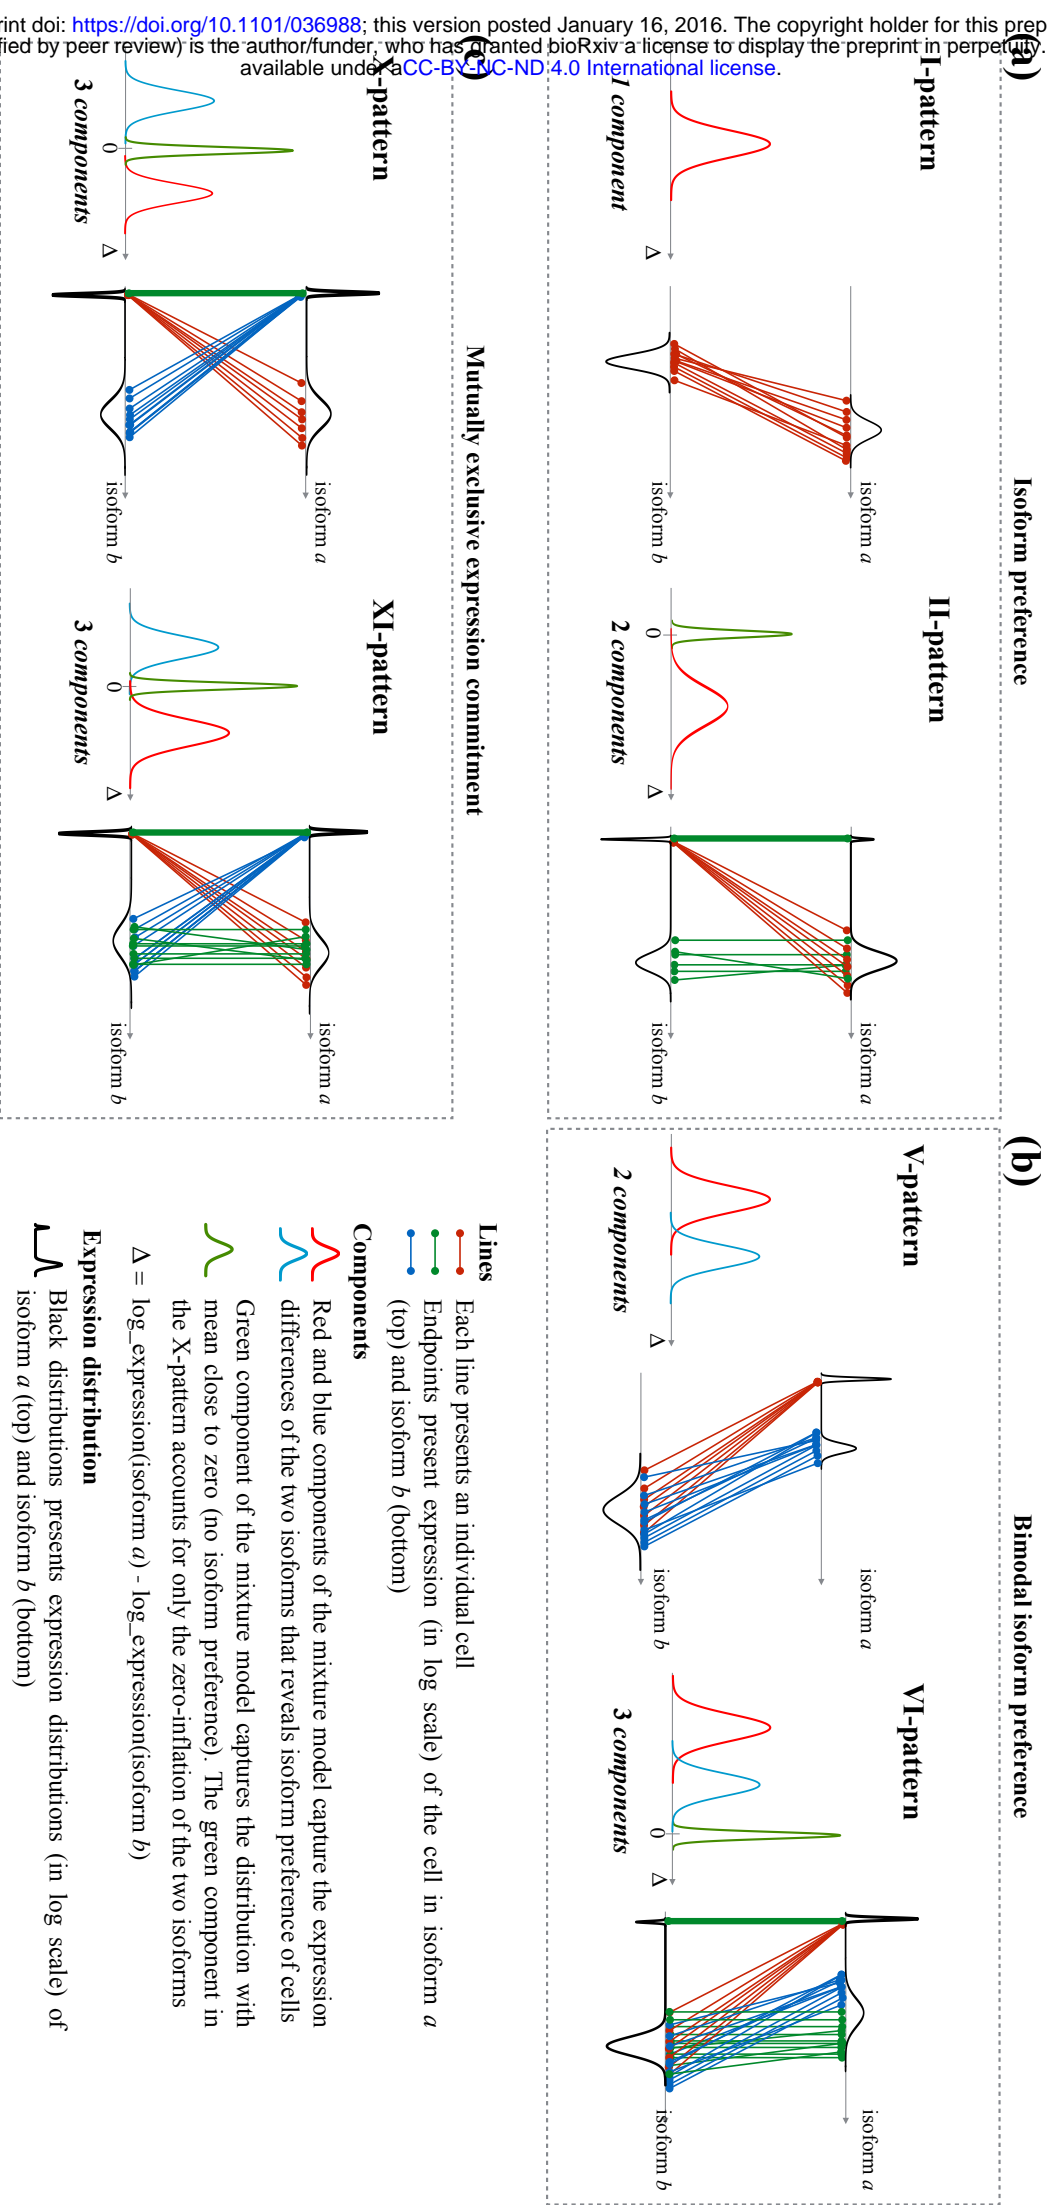 rint doi: https://doi.org/10.1101/036988; this version posted January 16, 2016. The copyright holder for this prep
fied by peer review) is the author/funder, who has granted bioRxiv a license to display the preprint in perpetuity.
available under aCC-BY-NC-ND 4.0 International license.
(a)
Isoform preference
I-pattern
1 component
Δ
isoform a
isoform b
II-pattern
2 components
0
Δ
isoform a
isoform b
(b)
Bimodal isoform preference
V-pattern
2 components
Δ
isoform a
isoform b
VI-pattern
3 components
0
Δ
isoform a
isoform b
(c)
Mutually exclusive expression commitment
X-pattern
3 components
0
Δ
isoform a
isoform b
XI-pattern
3 components
0
Δ
isoform a
isoform b
Lines
Each line presents an individual cell
Endpoints present expression (in log scale) of the cell in isoform a
(top) and isoform b (bottom)
Components
Red and blue components of the mixture model capture the expression
differences of the two isoforms that reveals isoform preference of cells
Green component of the mixture model captures the distribution with
mean close to zero (no isoform preference). The green component in
the X-pattern accounts for only the zero-inflation of the two isoforms
Δ = log_expression(isoform a) - log_expression(isoform b)
Expression distribution
Black distributions presents expression distributions (in log scale) of
isoform a (top) and isoform b (bottom)